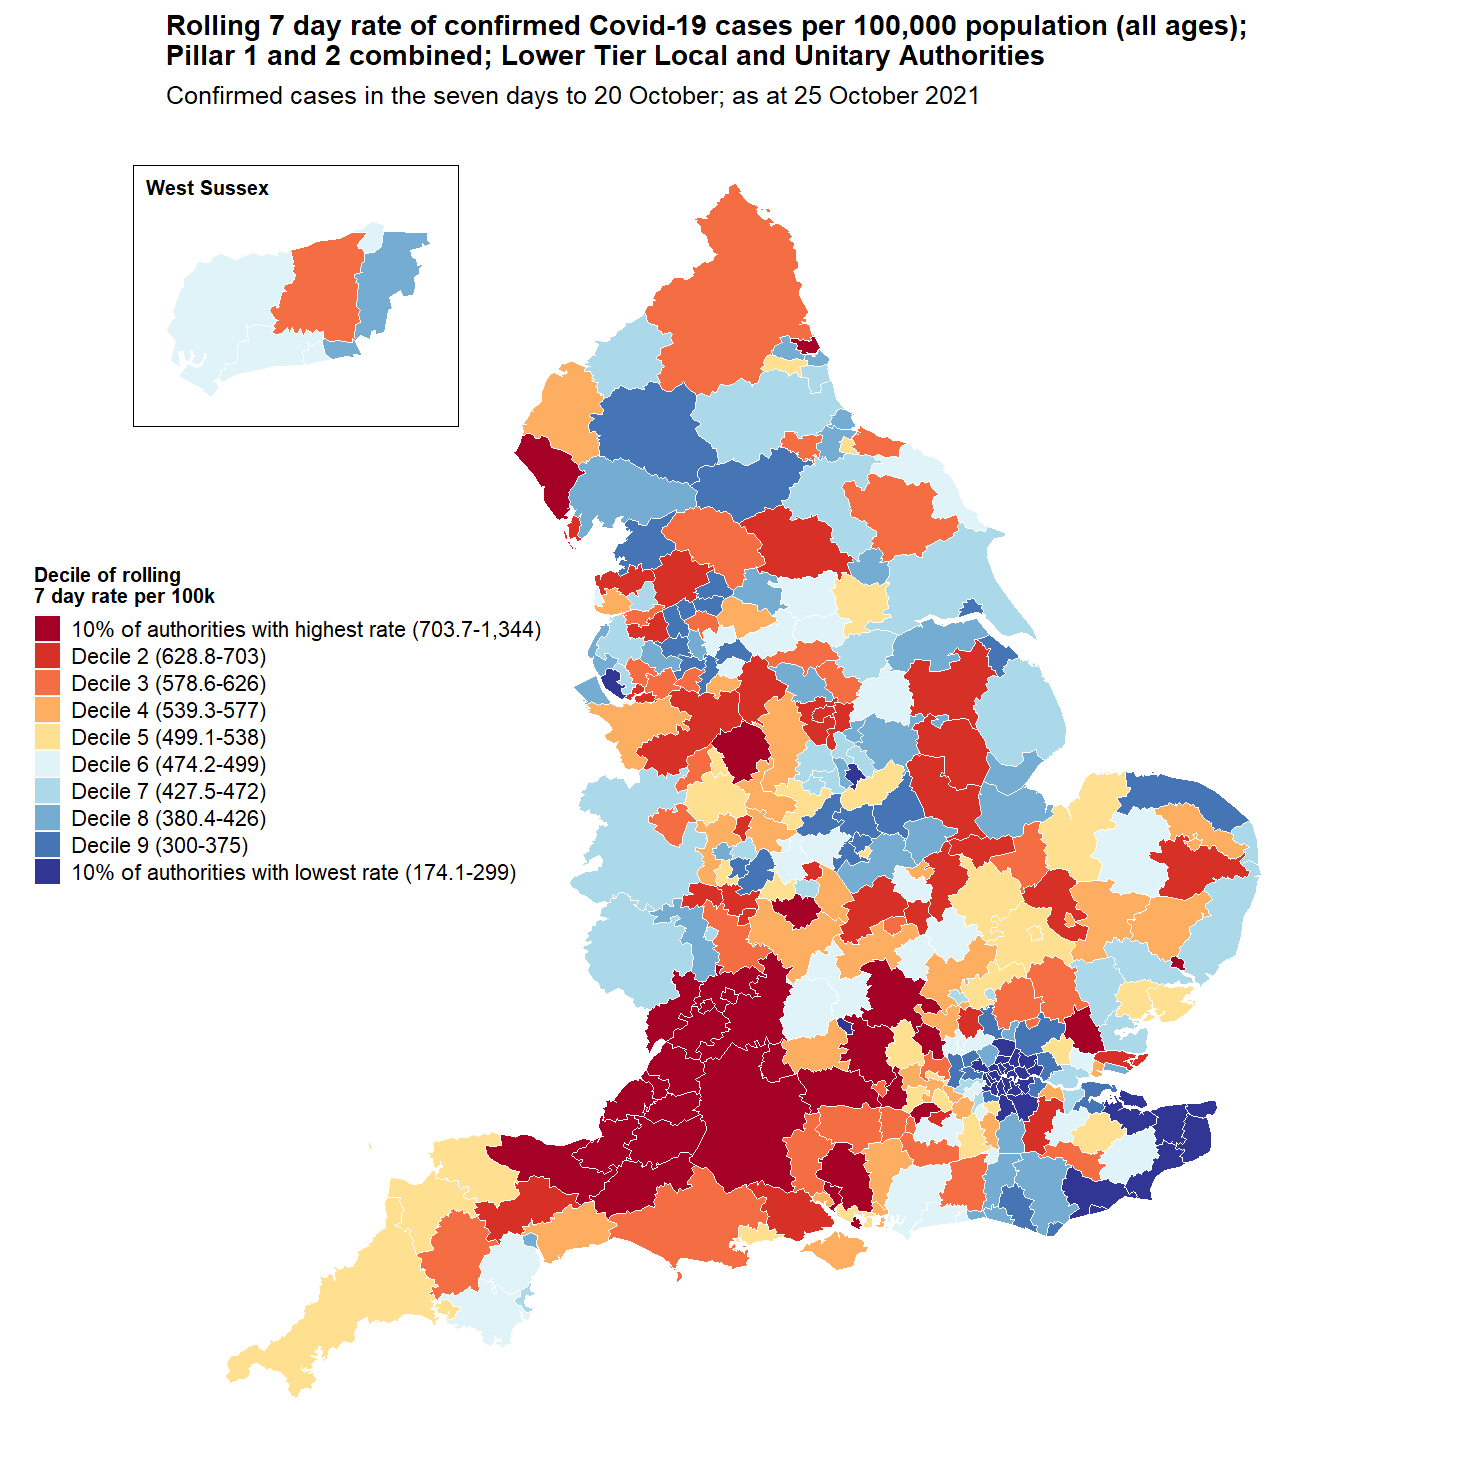 Rolling 7 day rate of confirmed Covid-19 cases per 100,000 population (all ages);
Pillar 1 and 2 combined; Lower Tier Local and Unitary Authorities
Confirmed cases in the seven days to 20 October; as at 25 October 2021
West Sussex
Decile of rolling
7 day rate per 100k
10% of authorities with highest rate (703.7-1,344)
Decile 2 (628.8-703)
Decile 3 (578.6-626)
Decile 4 (539.3-577)
Decile 5 (499.1-538)
Decile 6 (474.2-499)
Decile 7 (427.5-472)
Decile 8 (380.4-426)
Decile 9 (300-375)
10% of authorities with lowest rate (174.1-299)